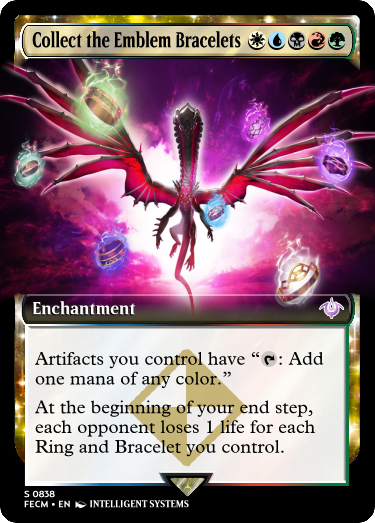 Collect the Emblem Bracelets
Enchantment
Artifacts you control have “: Add
one mana of any color.”
At the beginning of your end step,
each opponent loses 1 life for each
Ring and Bracelet you control.
S 0838
FECM • EN INTELLIGENT SYSTEMS